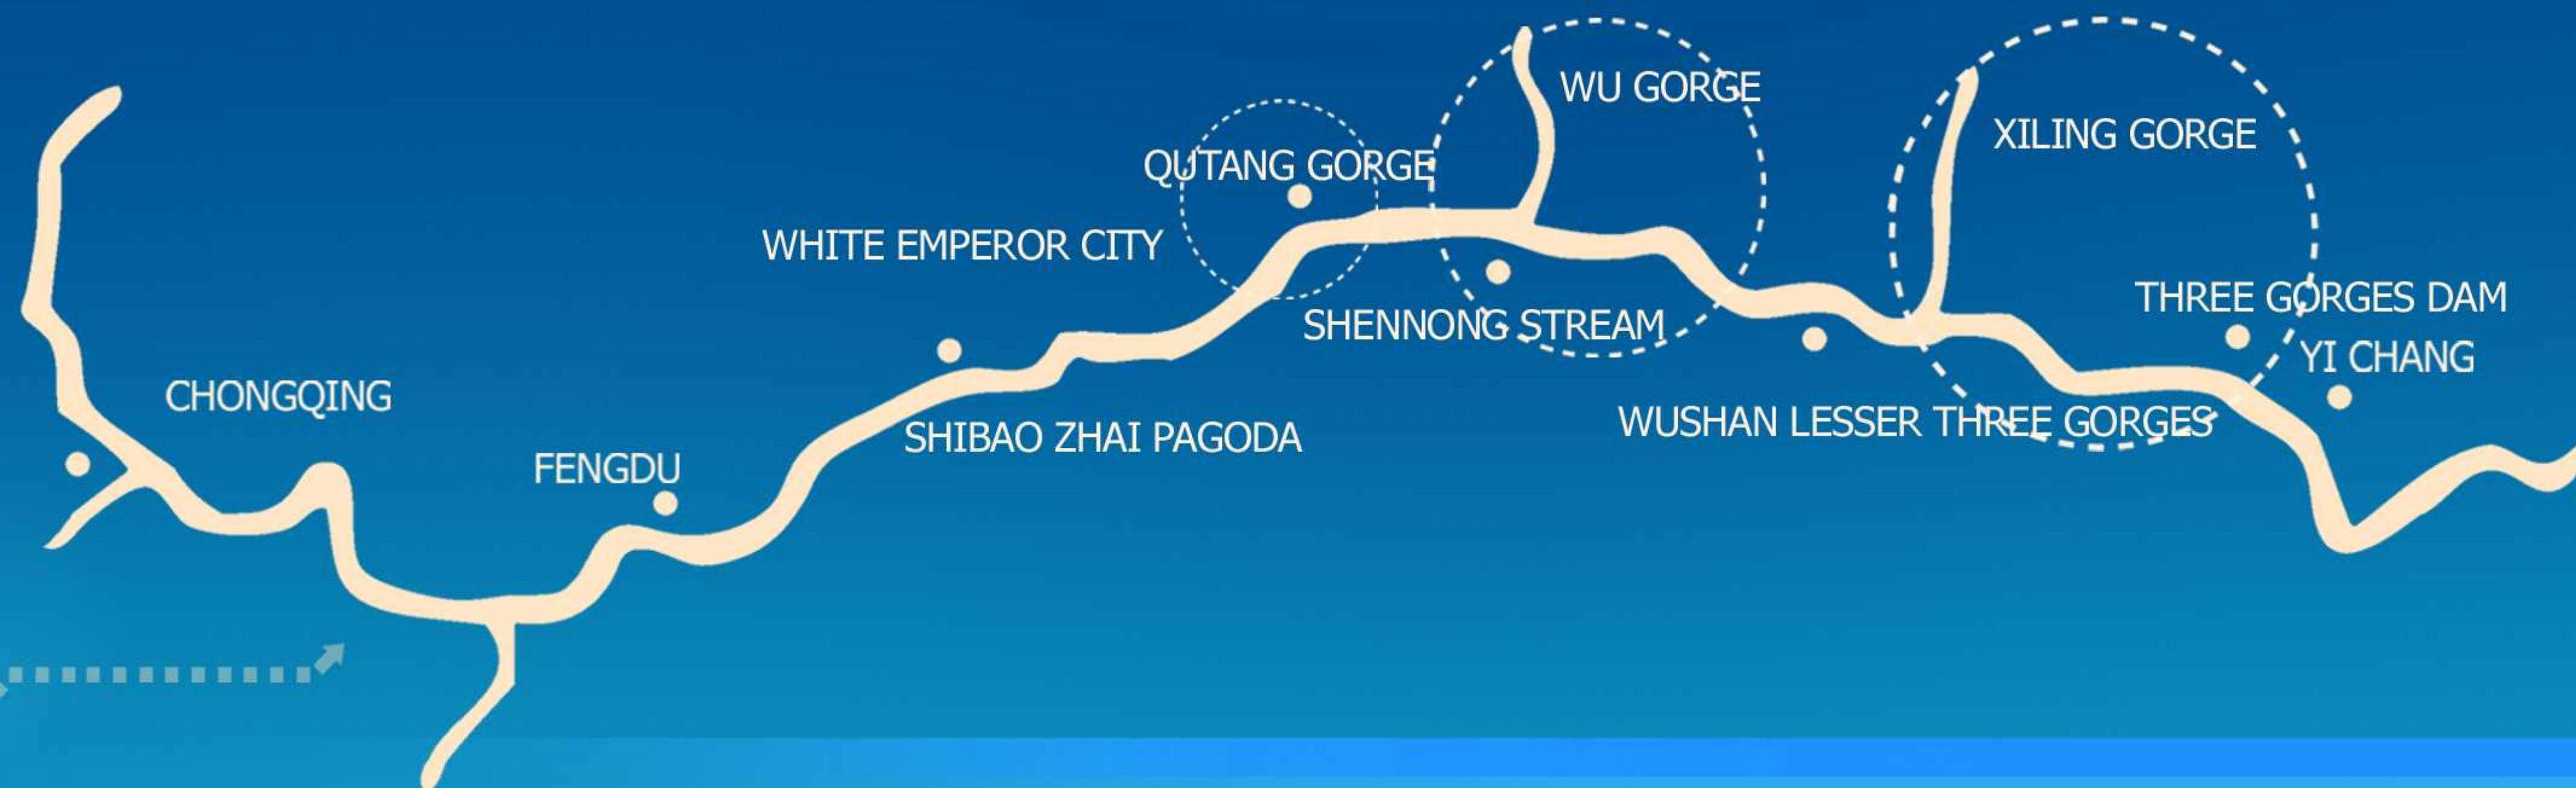 WU GORGE
XILING GORGE
QUTANG GORGE
WHITE EMPEROR CITY
THREE GORGES DAM
SHENNONG STREAM
YI CHANG
CHONGQING
WUSHAN LESSER THREE GORGES
SHIBAO ZHAI PAGODA
FENGDU